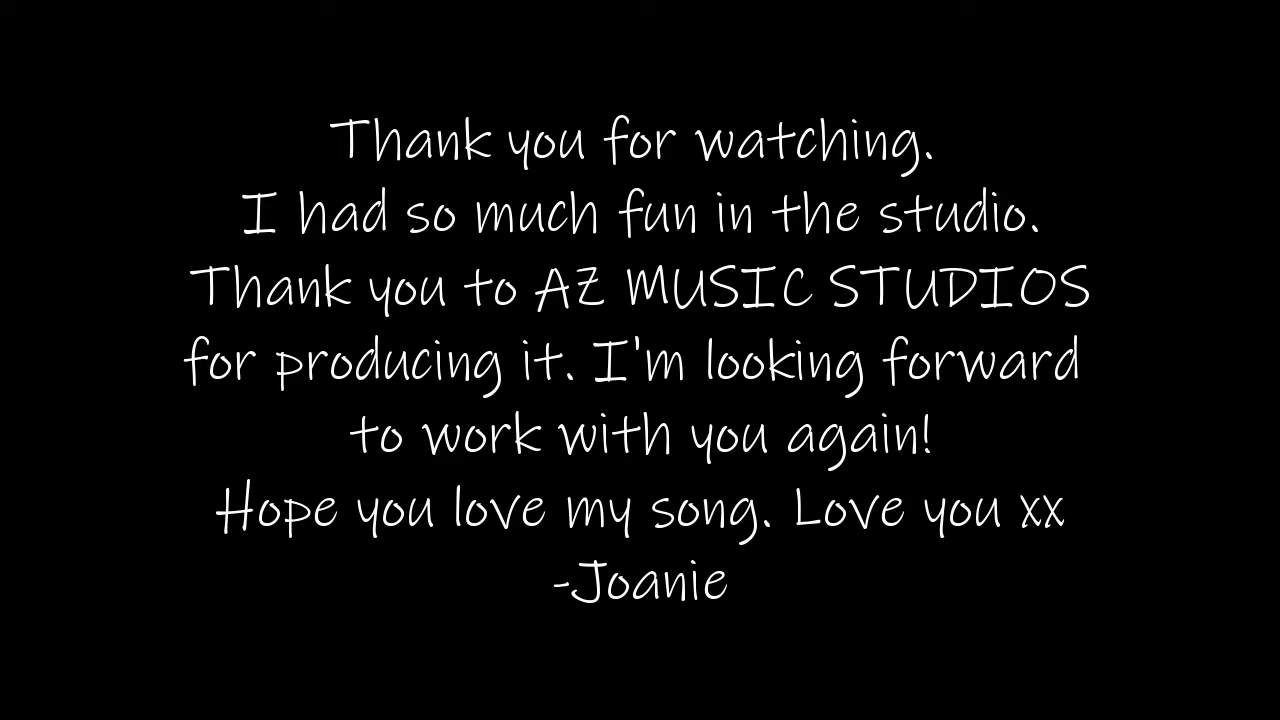 Thank you for watching.
I had so much fun in the studio.
Thank you to AZ MUSIC STUDIOS
for producing it. I'm looking forward
to work with you again!
Hope you love my song. Love you xx
-Joanie